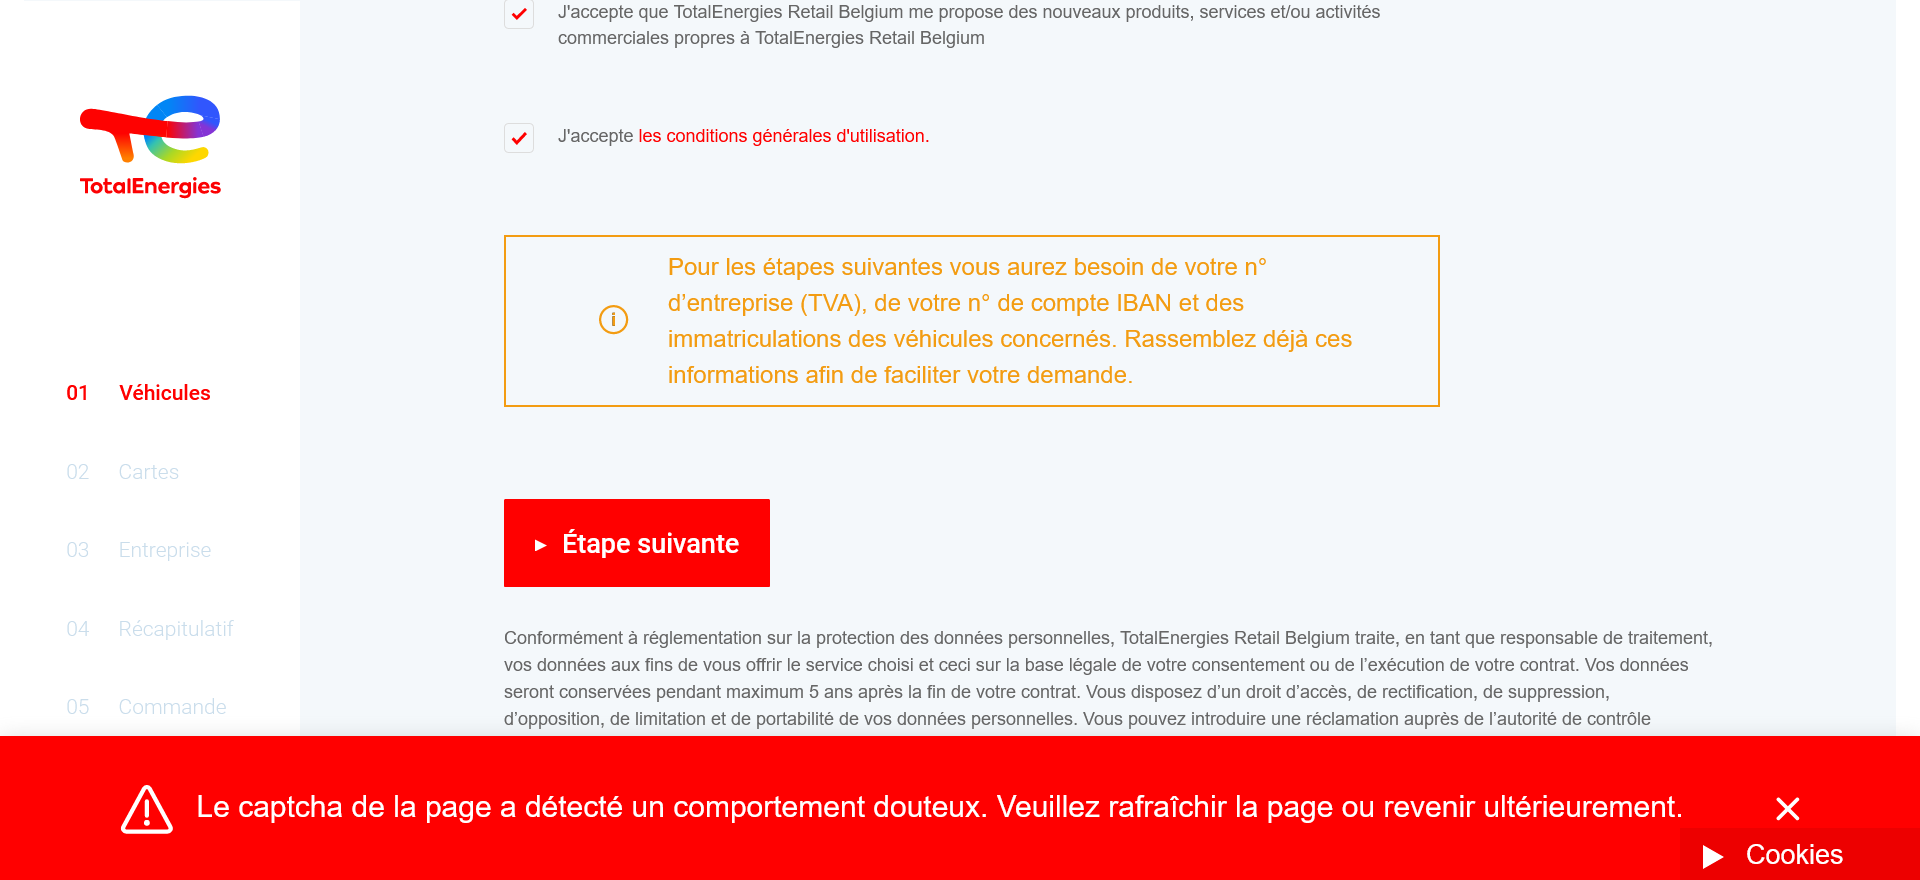 J'accepte que TotalEnergies Retail Belgium me propose des nouveaux produits, services et/ou activités
commerciales propres à TotalEnergies Retail Belgium
TotalEnergies
J'accepte les conditions générales d'utilisation.
Pour les étapes suivantes vous aurez besoin de votre n°
d’entreprise (TVA), de votre n° de compte IBAN et des
immatriculations des véhicules concernés. Rassemblez déjà ces
informations afin de faciliter votre demande.
01 Véhicules
02 Cartes
03 Entreprise
04 Récapitulatif
05 Commande
Étape suivante
Conformément à réglementation sur la protection des données personnelles, TotalEnergies Retail Belgium traite, en tant que responsable de traitement,
vos données aux fins de vous offrir le service choisi et ceci sur la base légale de votre consentement ou de l’exécution de votre contrat. Vos données
seront conservées pendant maximum 5 ans après la fin de votre contrat. Vous disposez d’un droit d’accès, de rectification, de suppression,
d’opposition, de limitation et de portabilité de vos données personnelles. Vous pouvez introduire une réclamation auprès de l’autorité de contrôle
Le captcha de la page a détecté un comportement douteux. Veuillez rafraîchir la page ou revenir ultérieurement.
Cookies